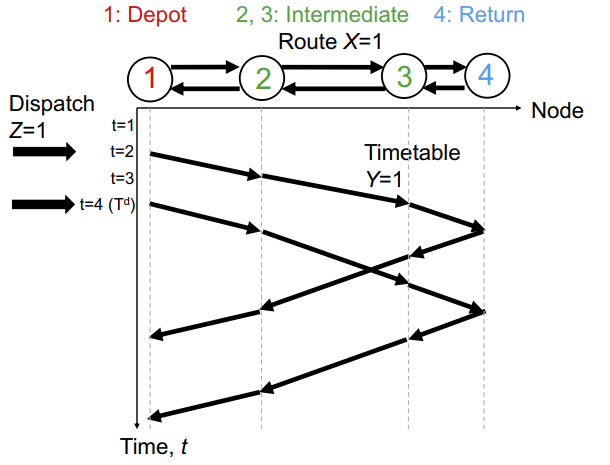 1: Depot 2, 3: Intermediate 4: Return
Route X=1
1 2 3 4
Node
Dispatch
Z=1
t=1
t=2
t=3
t=4 (Tᵈ)
Timetable
Y=1
Time, t